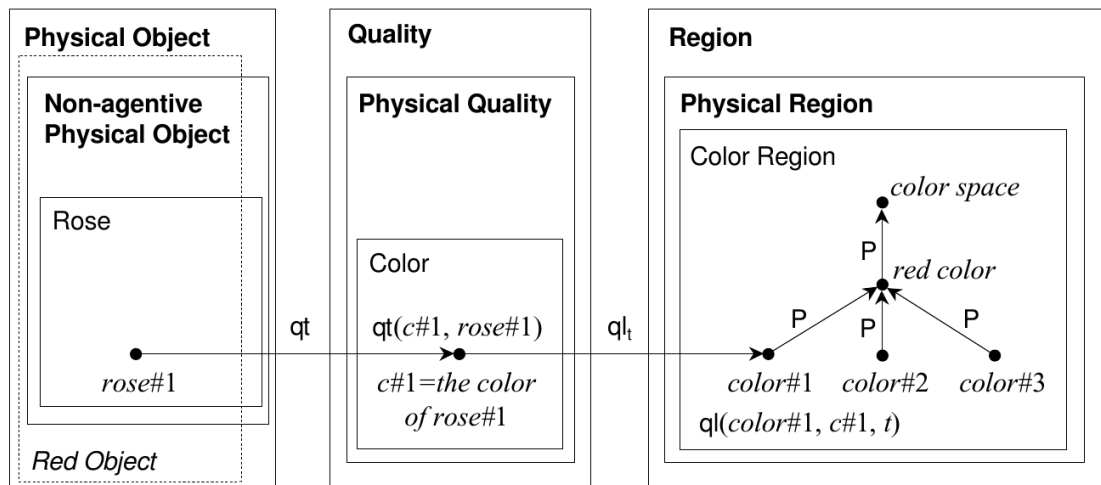 Physical Object
Non-agentive
Physical Object
Rose
rose#1
Red Object
qt
Quality
Physical Quality
Color
qt(c#1, rose#1)
c#1=the color
of rose#1
qlt
Region
Physical Region
Color Region
color space
P
red color
P
P
P
color#1
color#2
color#3
ql(color#1, c#1, t)